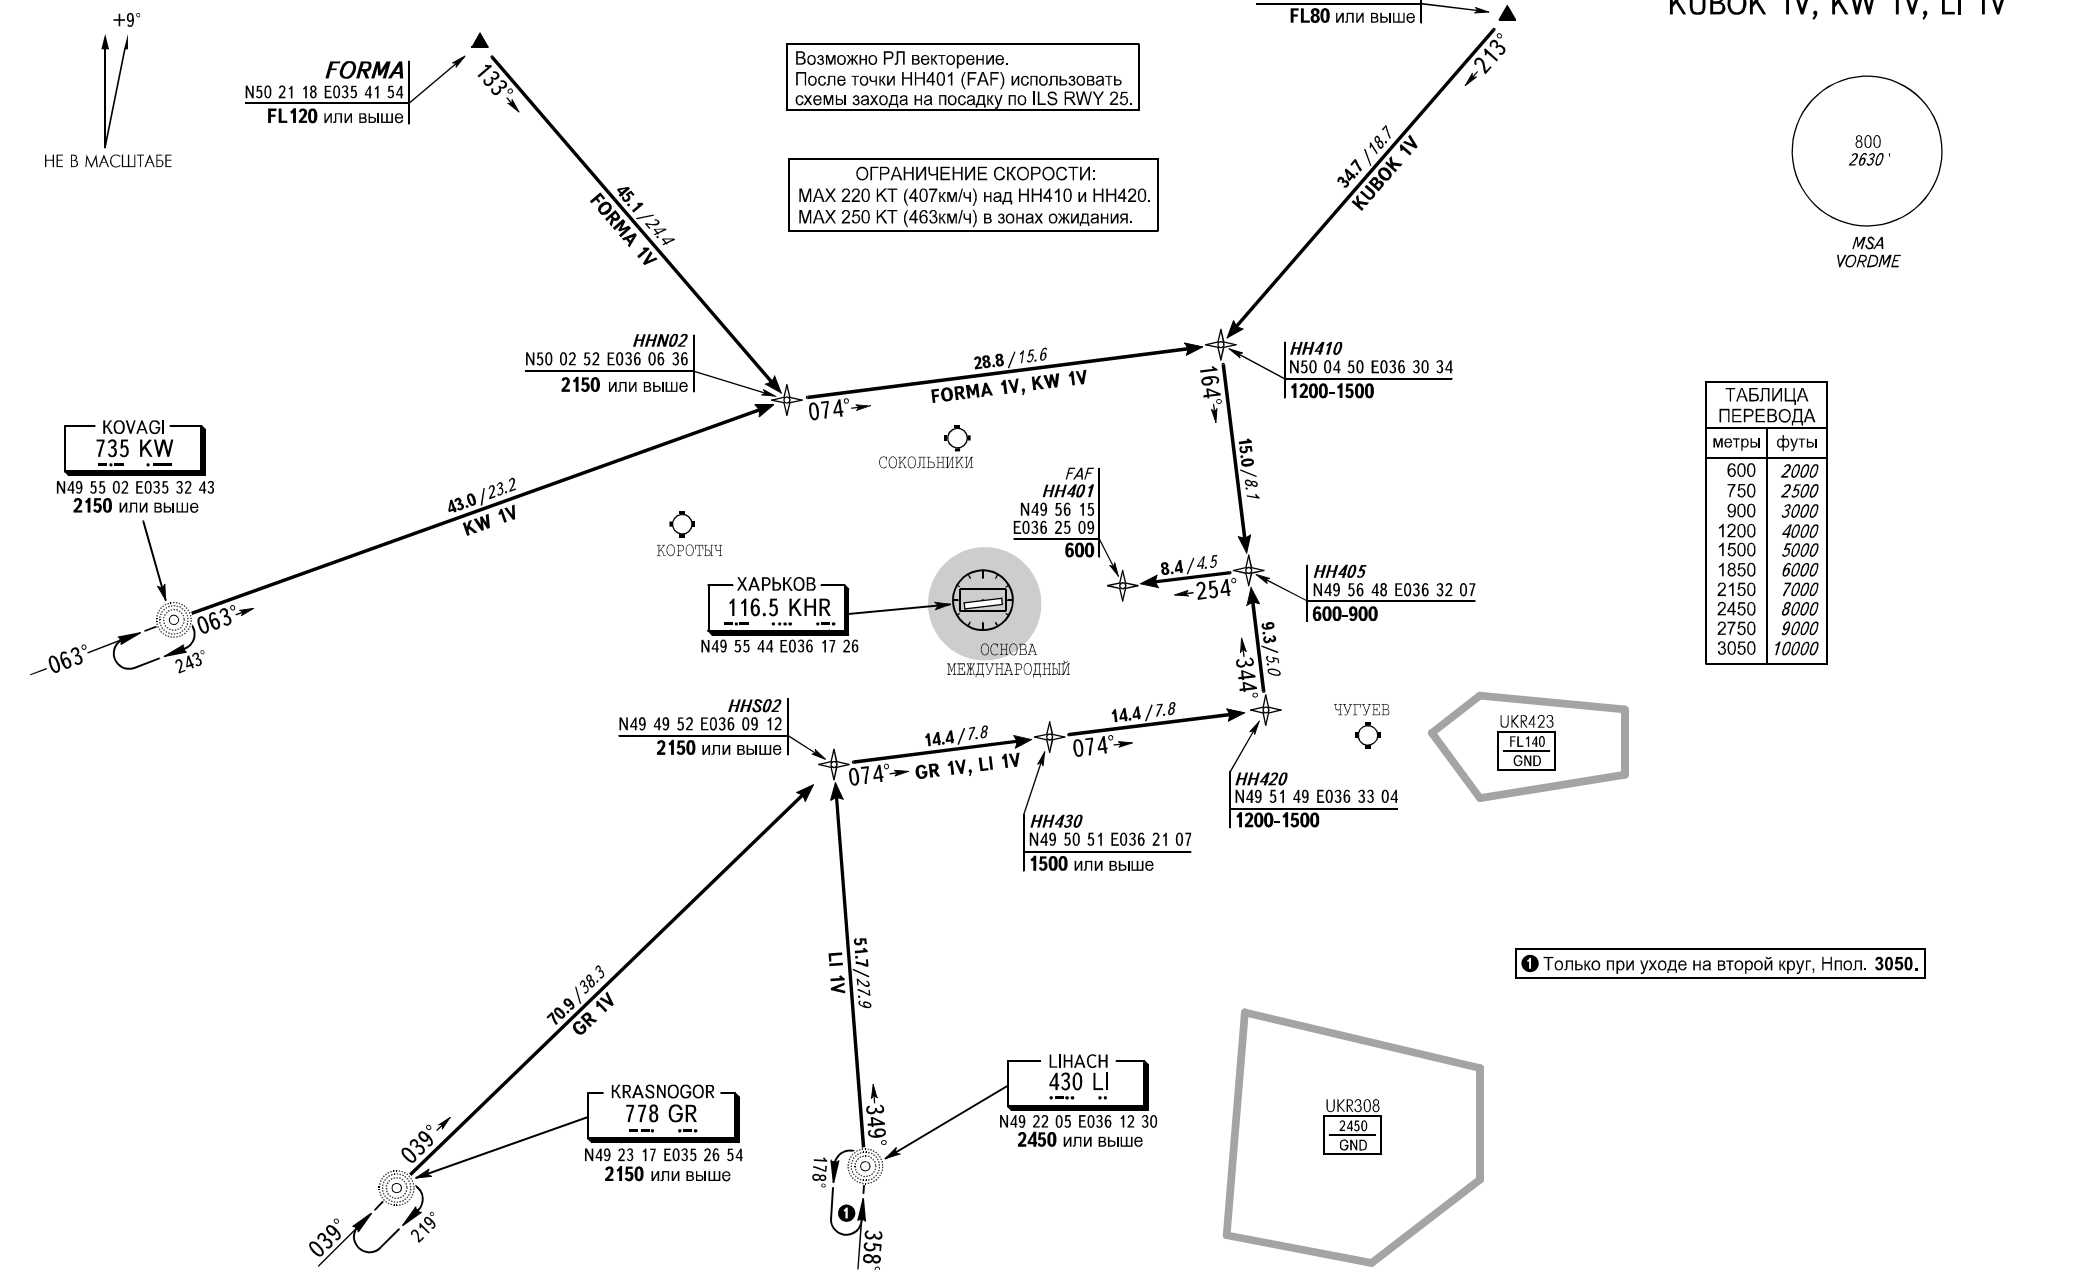 KUBOK 1V, KW 1V, LI 1V
FL80 или выше
+9°
НЕ В МАСШТАБЕ
FORMA
N50 21 18 E035 41 54
FL120 или выше
133°
Возможно РЛ векторение.
После точки HH401 (FAF) использовать
схемы захода на посадку по ILS RWY 25.
ОГРАНИЧЕНИЕ СКОРОСТИ:
MAX 220 KT (407км/ч) над HH410 и HH420.
MAX 250 KT (463км/ч) в зонах ожидания.
213°
34.7 / 18.7
KUBOK 1V
800
2630 '
MSA
VORDME
45.1 / 24.4
FORMA 1V
HHN02
N50 02 52 E036 06 36
2150 или выше
074°
28.8 / 15.6
FORMA 1V, KW 1V
HH410
N50 04 50 E036 30 34
1200-1500
164°
15.0 / 8.1
KOVAGI
735 KW
N49 55 02 E035 32 43
2150 или выше
063°
063°
243°
43.0 / 23.2
KW 1V
СОКОЛЬНИКИ
КОРОТЫЧ
FAF
HH401
N49 56 15
E036 25 09
600
8.4 / 4.5
254°
HH405
N49 56 48 E036 32 07
600-900
ХАРЬКОВ
116.5 KHR
N49 55 44 E036 17 26
ОСНОВА
МЕЖДУНАРОДНЫЙ
9.3 / 5.0
344°
ТАБЛИЦА
ПЕРЕВОДА
метры футы
600 2000
750 2500
900 3000
1200 4000
1500 5000
1850 6000
2150 7000
2450 8000
2750 9000
3050 10000
HHS02
N49 49 52 E036 09 12
2150 или выше
074°
14.4 / 7.8
GR 1V, LI 1V
074°
14.4 / 7.8
HH430
N49 50 51 E036 21 07
1500 или выше
HH420
N49 51 49 E036 33 04
1200-1500
ЧУГУЕВ
UKR423
FL140
GND
❶ Только при уходе на второй круг, Нпол. 3050.
70.9 / 38.3
GR 1V
51.7 / 27.9
LI 1V
KRASNOGOR
778 GR
N49 23 17 E035 26 54
2150 или выше
039°
039°
219°
LIHACH
430 LI
N49 22 05 E036 12 30
2450 или выше
349°
178°
❶
358°
UKR308
2450
GND